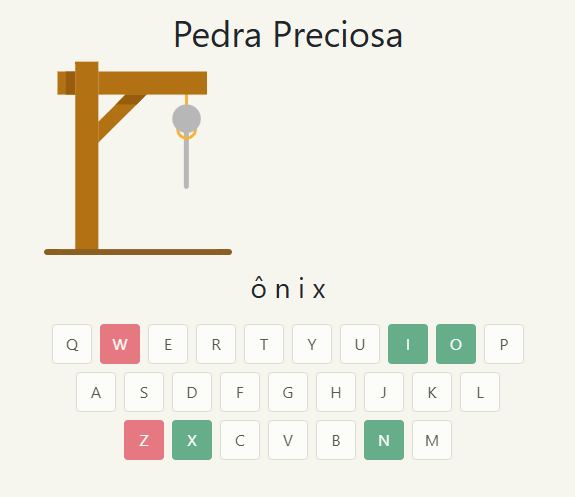 Pedra Preciosa
ô n i x
Q W E R T Y U I O P
A S D F G H J K L
Z X C V B N M